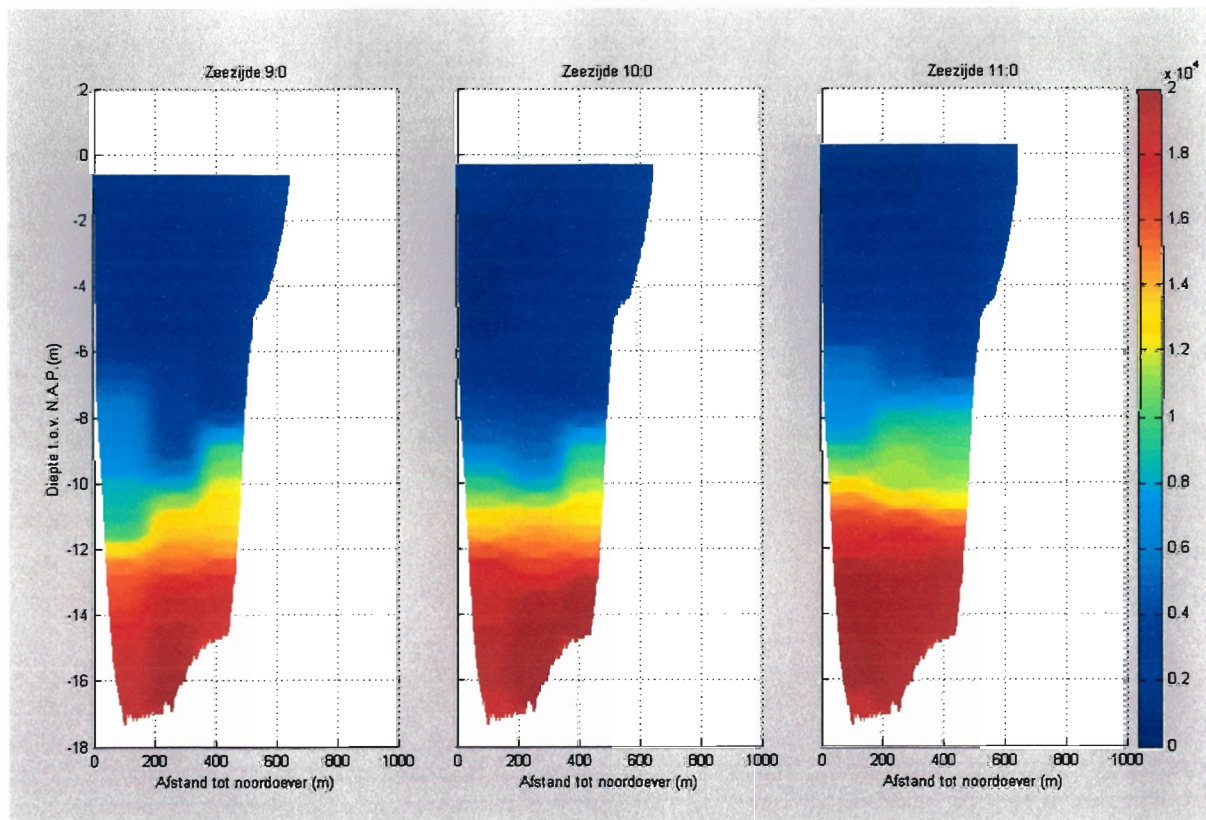 Zeezijde 9:0
Zeezijde 10:0
Zeezijde 11:0
x 10^4
Diepte t.o.v. N.A.P.(m)
2
0
-2
-4
-6
-8
-10
-12
-14
-16
-18
0 200 400 600 800 1000
0 200 400 600 800 1000
0 200 400 600 800 1000
2
1.8
1.6
1.4
1.2
1
0.8
0.6
0.4
0.2
0
Afstand tot noordoever (m)
Afstand tot noordoever (m)
Afstand tot noordoever (m)